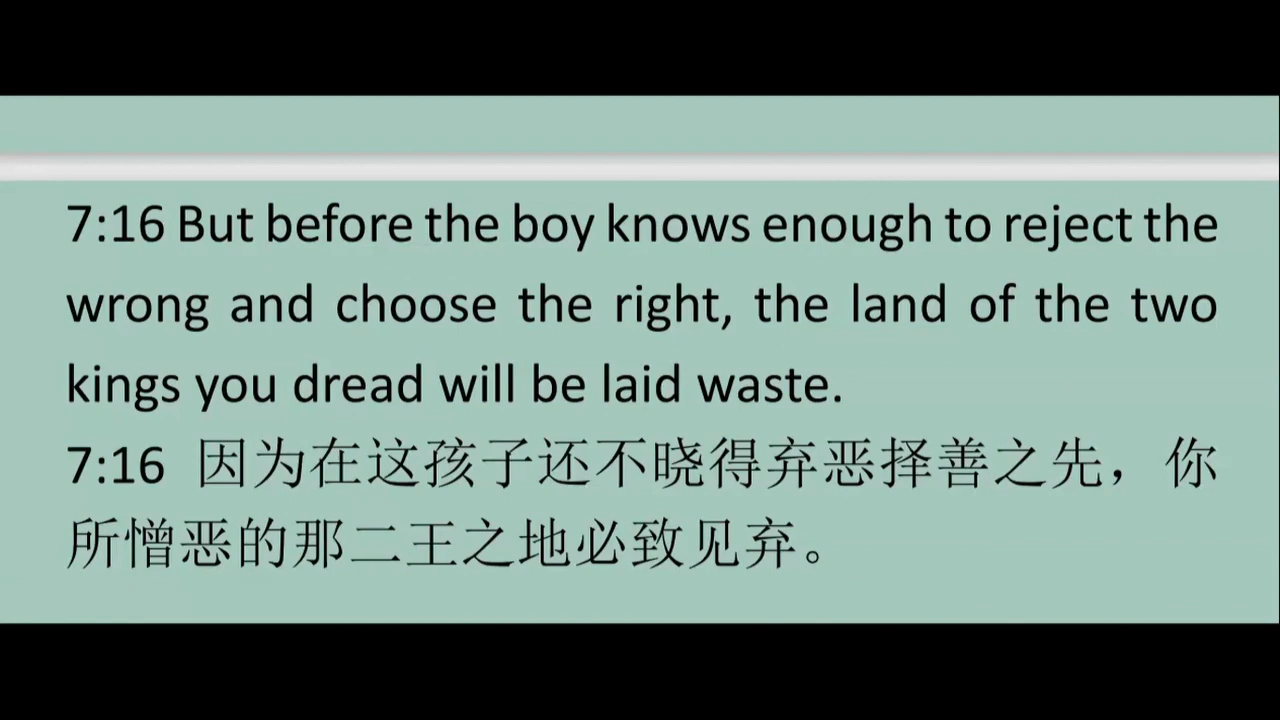 7:16 But before the boy knows enough to reject the
wrong and choose the right, the land of the two
kings you dread will be laid waste.
7:16 因为在这孩子还不晓得弃恶择善之先，你
所憎恶的那二王之地必致见弃。